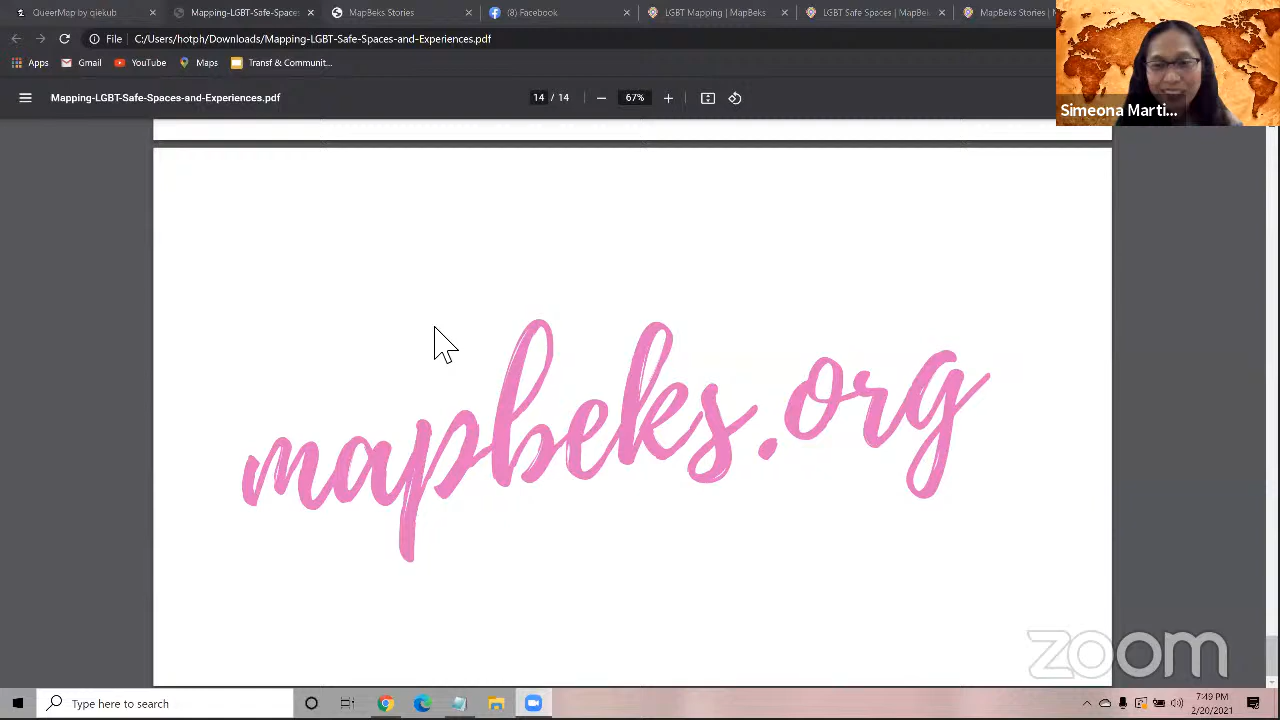 QueerMap by qiekub
Mapping-LGBT-Safe-Spaces
MapBeks Stories
(8) Facebook
LGBT Mapping | MapBeks
LGBT Safe Spaces | MapBe
MapBeks Stories | M
File
C:/Users/hotph/Downloads/Mapping-LGBT-Safe-Spaces-and-Experiences.pdf
Apps
Gmail
YouTube
Maps
Transf & Communit...
Mapping-LGBT-Safe-Spaces-and-Experiences.pdf
14 / 14
67%
Simeona Marti...
mapbeks.org
zoom
Type here to search
7:49 PM
2/20/2021